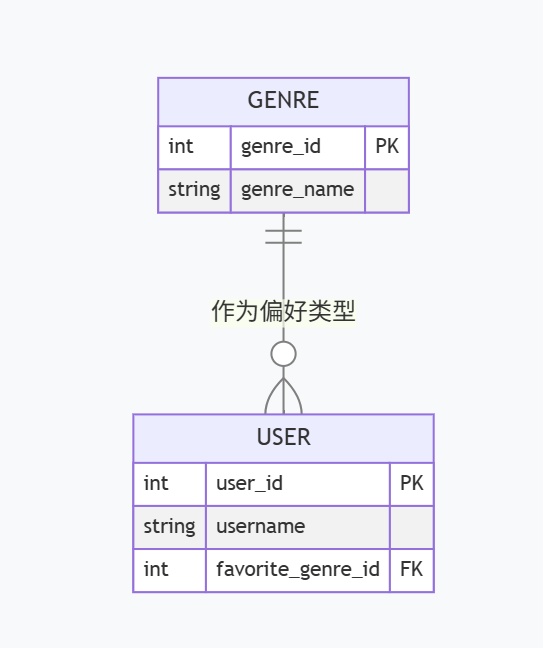 GENRE
int genre_id PK
string genre_name
作为偏好类型
USER
int user_id PK
string username
int favorite_genre_id FK